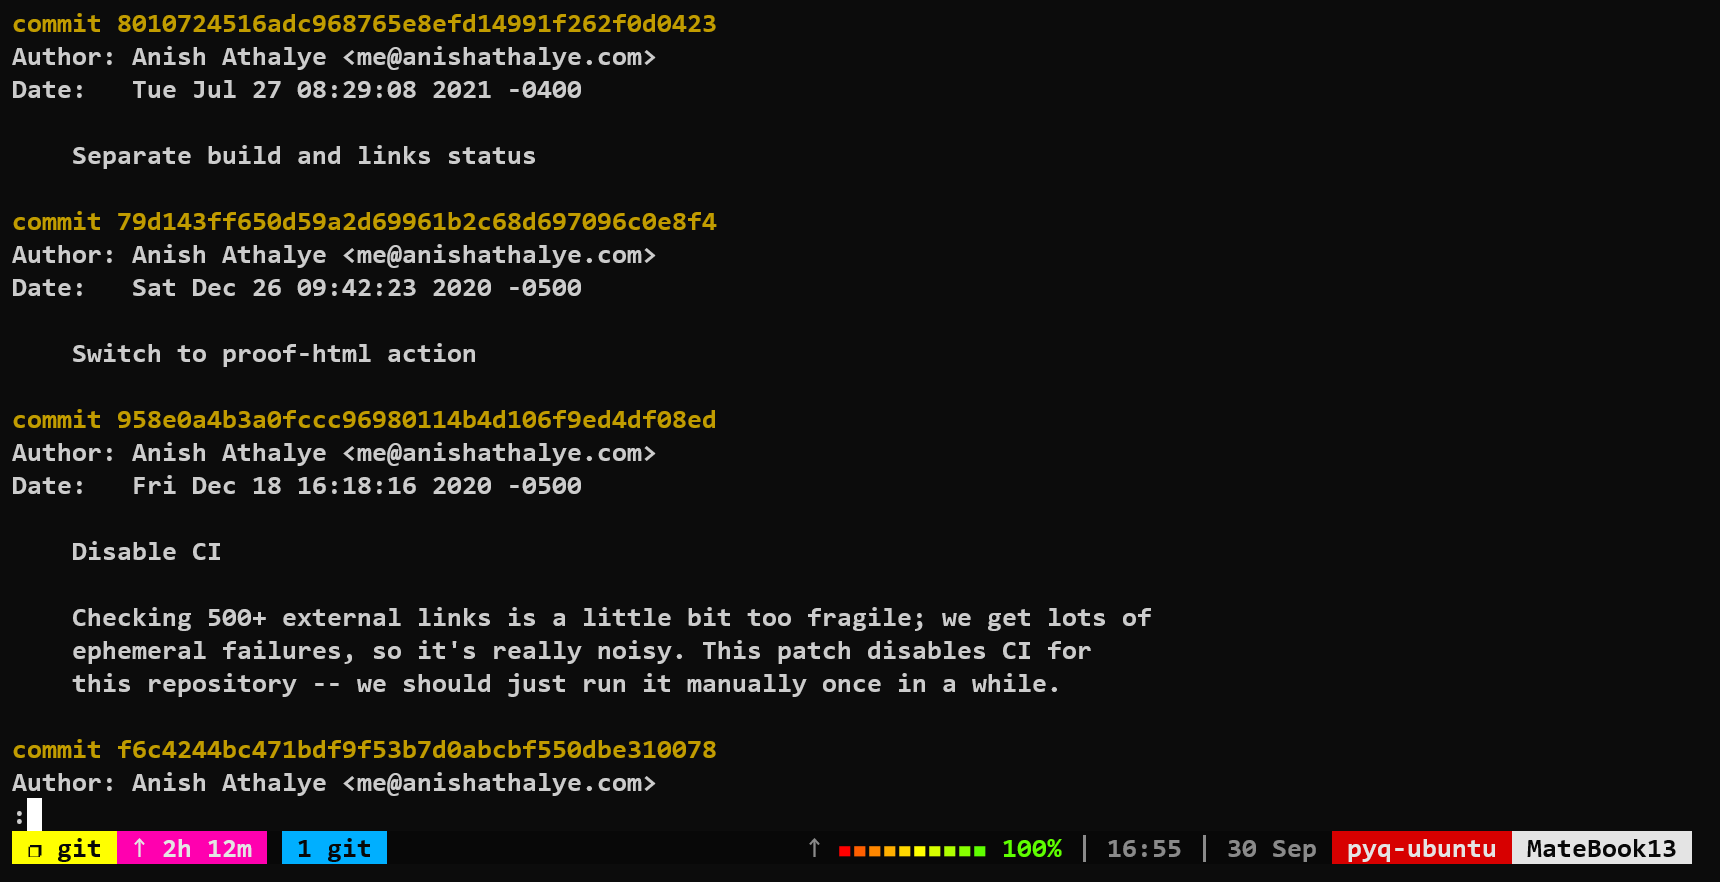 commit 8010724516adc968765e8efd14991f262f0d0423
Author: Anish Athalye <me@anishathalye.com>
Date:   Tue Jul 27 08:29:08 2021 -0400
Separate build and links status
commit 79d143ff650d59a2d69961b2c68d697096c0e8f4
Author: Anish Athalye <me@anishathalye.com>
Date:   Sat Dec 26 09:42:23 2020 -0500
Switch to proof-html action
commit 958e0a4b3a0fccc96980114b4d106f9ed4df08ed
Author: Anish Athalye <me@anishathalye.com>
Date:   Fri Dec 18 16:18:16 2020 -0500
Disable CI
Checking 500+ external links is a little bit too fragile; we get lots of
ephemeral failures, so it's really noisy. This patch disables CI for
this repository -- we should just run it manually once in a while.
commit f6c4244bc471bdf9f53b7d0abcbf550dbe310078
Author: Anish Athalye <me@anishathalye.com>
:
❐ git ↑ 2h 12m 1 git ↑ ■■■■■■■■■■ 100% | 16:55 | 30 Sep pyq-ubuntu MateBook13